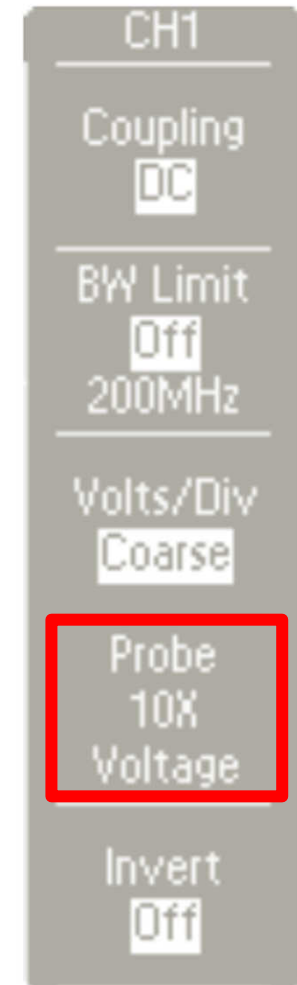 CH1
Coupling
DC
BW Limit
Off
200MHz
Volts/Div
Coarse
Probe
10X
Voltage
Invert
Off